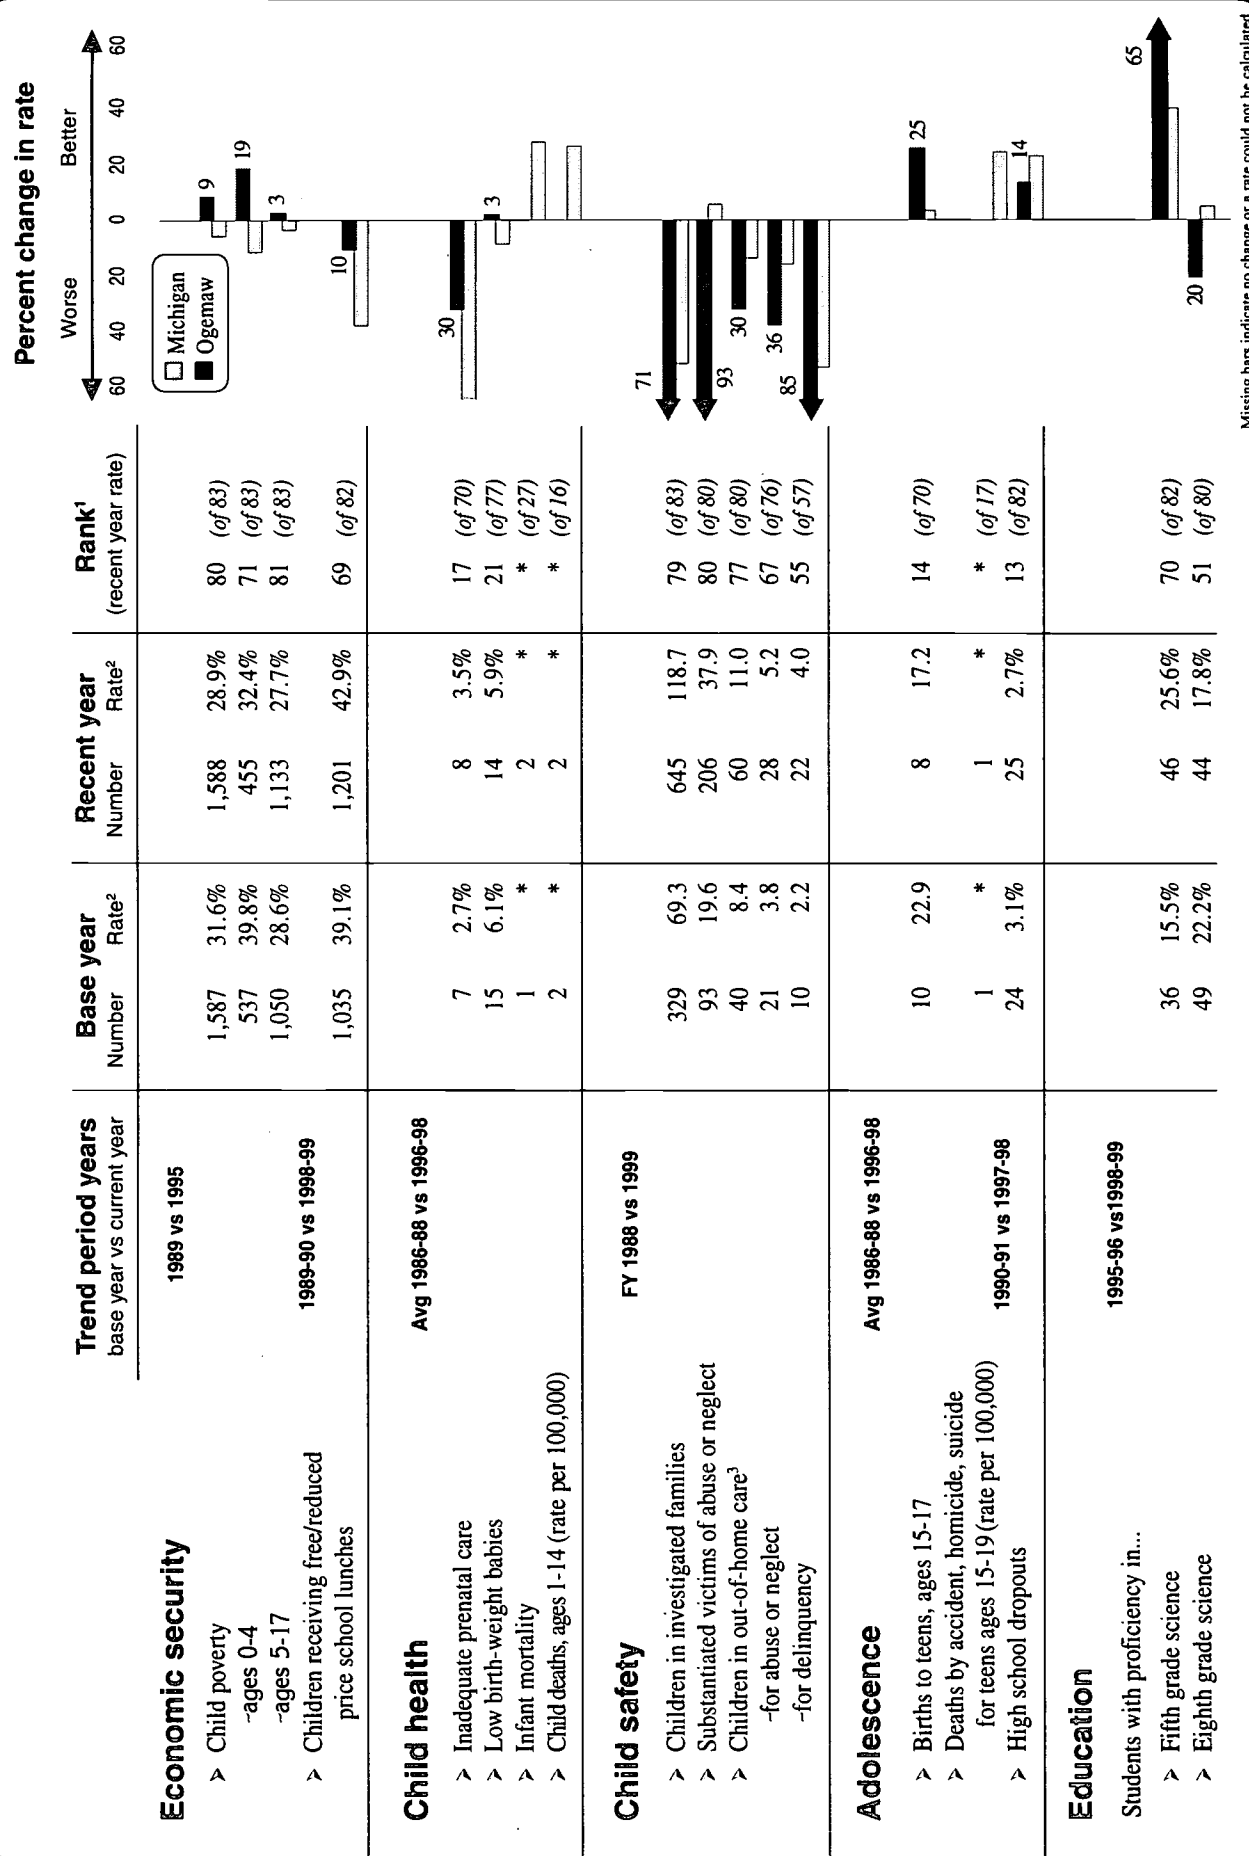 Trend period years Base year Recent year Rank¹ Percent change in rate
base year vs current year Number Rate² Number Rate² (recent year rate) Worse Better
60 40 20 0 20 40 60
Michigan
Ogemaw
Economic security
1989 vs 1995
➤ Child poverty 1,587 31.6% 1,588 28.9% 80 (of 83) 9
~ages 0-4 537 39.8% 455 32.4% 71 (of 83) 19
~ages 5-17 1,050 28.6% 1,133 27.7% 81 (of 83) 3
➤ Children receiving free/reduced 1989-90 vs 1998-99
price school lunches 1,035 39.1% 1,201 42.9% 69 (of 82) 10
Child health
Avg 1986-88 vs 1996-98
➤ Inadequate prenatal care 7 2.7% 8 3.5% 17 (of 70) 30
➤ Low birth-weight babies 15 6.1% 14 5.9% 21 (of 77) 3
➤ Infant mortality 1 * 2 * * (of 27)
➤ Child deaths, ages 1-14 (rate per 100,000) 2 * 2 * * (of 16)
Child safety
FY 1988 vs 1999
➤ Children in investigated families 329 69.3 645 118.7 79 (of 83) 71
➤ Substantiated victims of abuse or neglect 93 19.6 206 37.9 80 (of 80) 93
➤ Children in out-of-home care³ 40 8.4 60 11.0 77 (of 80) 30
~for abuse or neglect 21 3.8 28 5.2 67 (of 76) 36
~for delinquency 10 2.2 22 4.0 55 (of 57) 85
Adolescence
Avg 1986-88 vs 1996-98
➤ Births to teens, ages 15-17 10 22.9 8 17.2 14 (of 70) 25
➤ Deaths by accident, homicide, suicide
for teens ages 15-19 (rate per 100,000) 1 * 1 * * (of 17)
➤ High school dropouts 1990-91 vs 1997-98 24 3.1% 25 2.7% 13 (of 82) 14
Education
1995-96 vs1998-99
Students with proficiency in...
➤ Fifth grade science 36 15.5% 46 25.6% 70 (of 82) 65
➤ Eighth grade science 49 22.2% 44 17.8% 51 (of 80) 20
Missing bars indicate no change or a rate could not be calculated